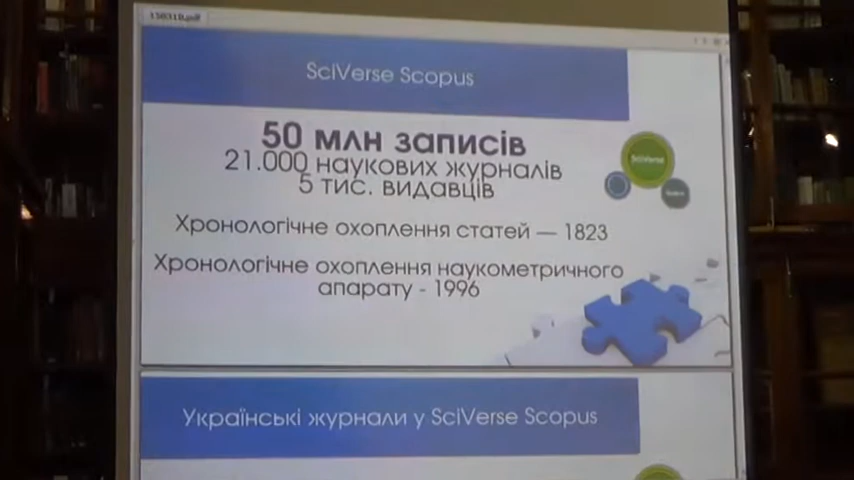 SciVerse Scopus
50 млн записів
21.000 наукових журналів
5 тис. видавців
SciVerse
Хронологічне охоплення статей — 1823
Хронологічне охоплення наукометричного
апарату - 1996
Українські журнали у SciVerse Scopus